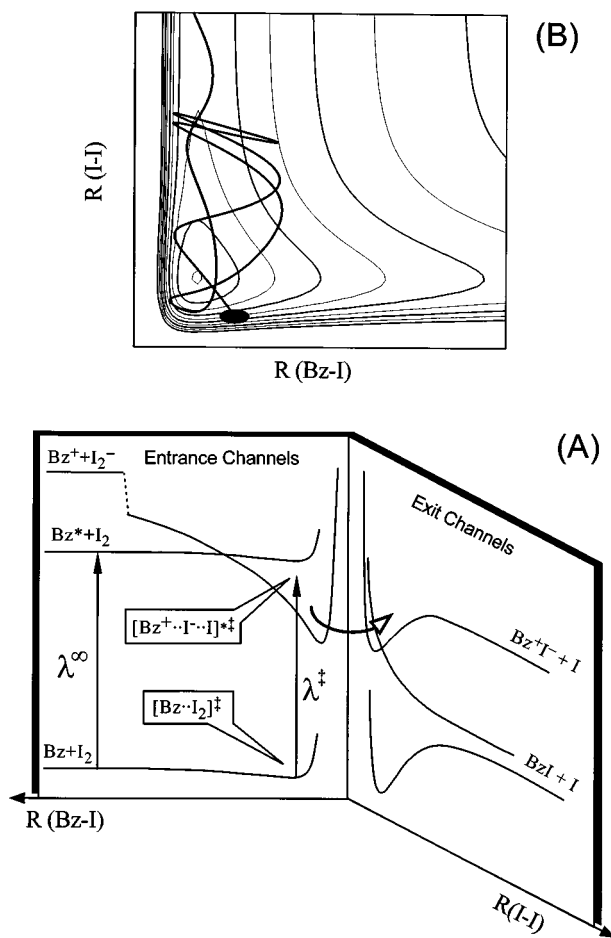 (B)
R (I-I)
R (Bz-I)
(A)
Entrance Channels
Exit Channels
Bz⁺+I₂⁻
Bz*+I₂
[Bz⁺··I⁻··I]*‡
Bz⁺I⁻ + I
λ∞
λ‡
[Bz··I₂]‡
BzI + I
Bz+I₂
R (Bz-I)
R(I-I)